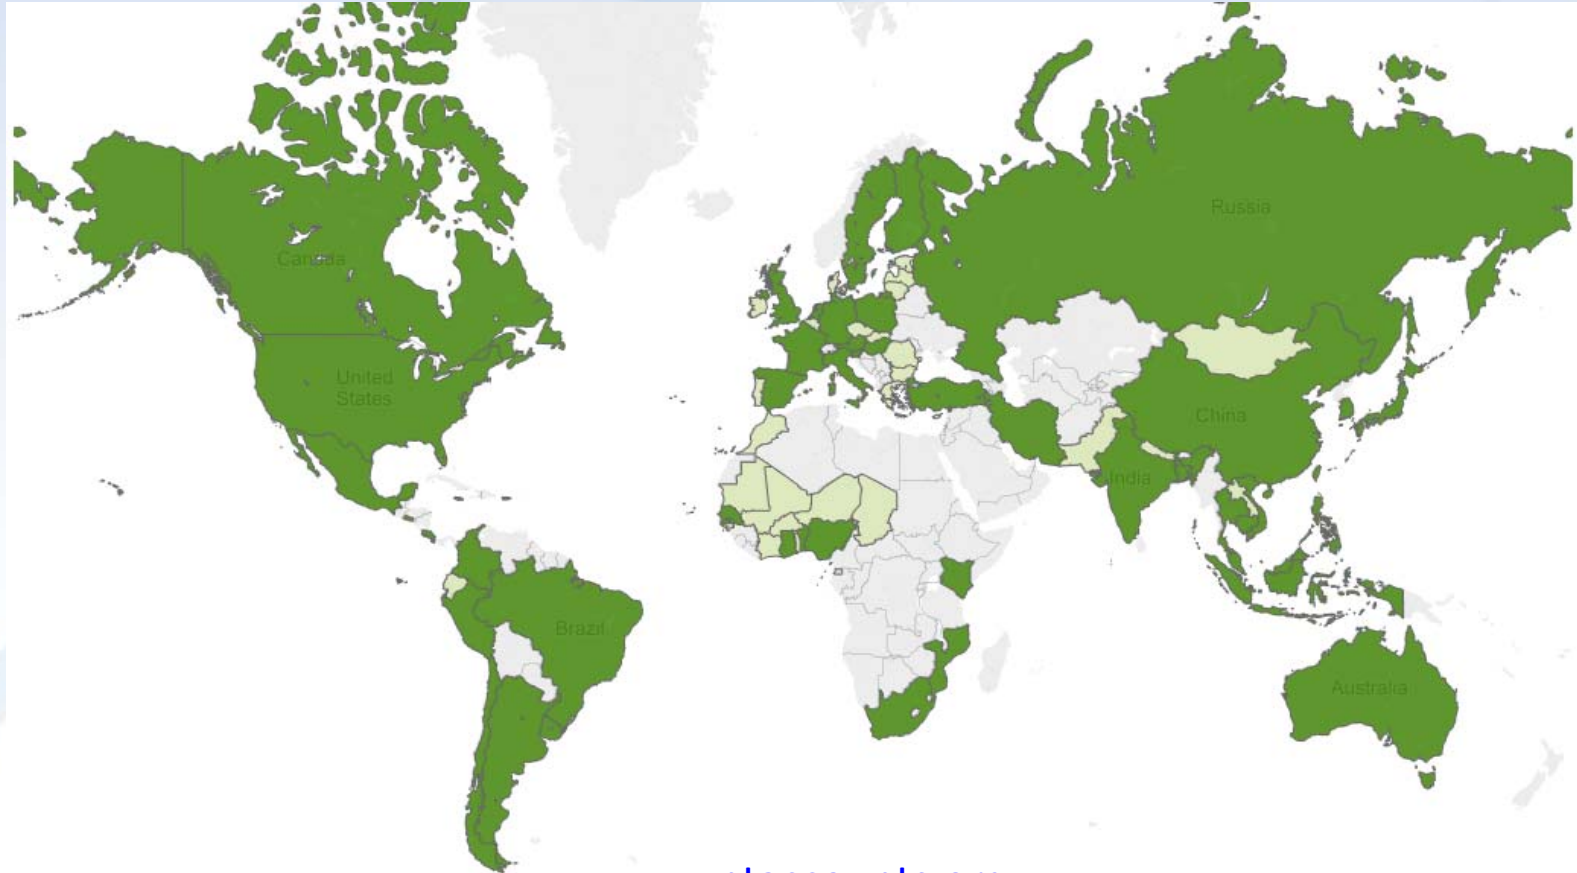 Russia
Canada
United
States
China
India
Brazil
Australia